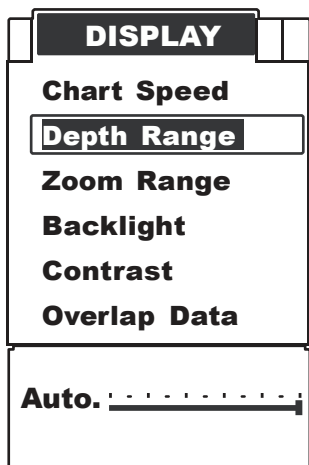 DISPLAY
Chart Speed
Depth Range
Zoom Range
Backlight
Contrast
Overlap Data
Auto.